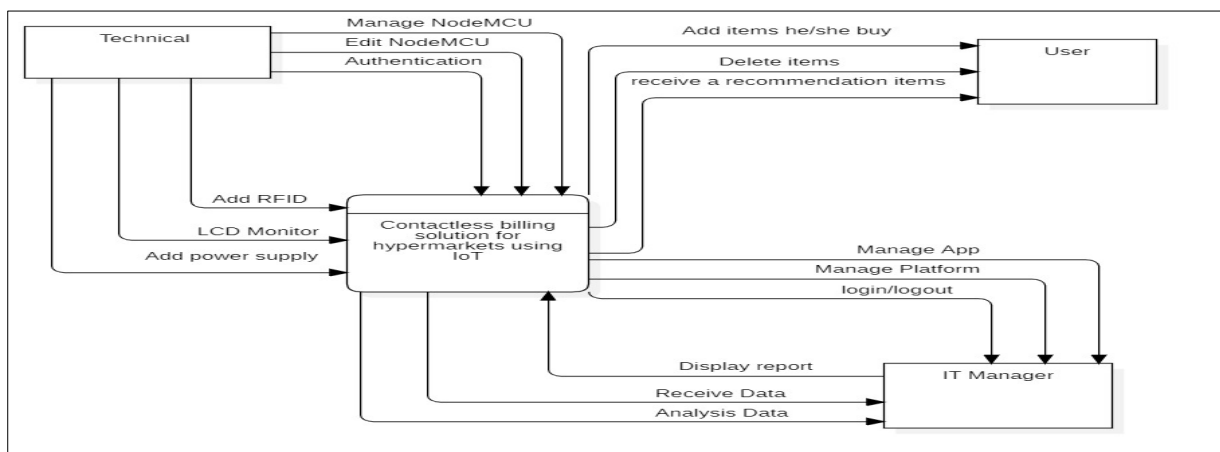 Manage NodeMCU
Technical
Edit NodeMCU
Authentication
Add items he/she buy
User
Delete items
receive a recommendation items
Add RFID
LCD Monitor
Add power supply
Contactless billing
solution for
hypermarkets using
IoT
Manage App
Manage Platform
login/logout
Display report
IT Manager
Receive Data
Analysis Data